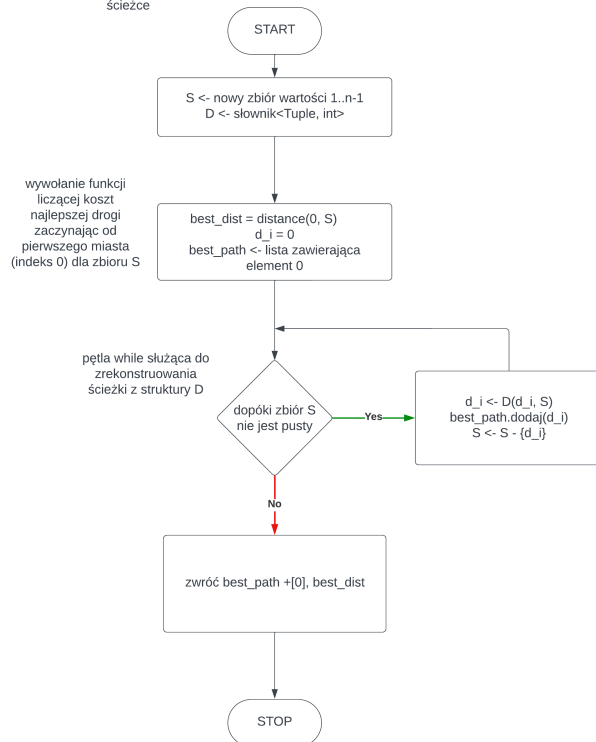 ścieżce
START
S <- nowy zbiór wartości 1..n-1
D <- słownik<Tuple, int>
wywołanie funkcji
liczącej koszt
najlepszej drogi
zaczynając od
pierwszego miasta
(indeks 0) dla zbioru S
best_dist = distance(0, S)
d_i = 0
best_path <- lista zawierająca
element 0
pętla while służąca do
zrekonstruowania
ścieżki z struktury D
dopóki zbiór S
nie jest pusty
Yes
d_i <- D(d_i, S)
best_path.dodaj(d_i)
S <- S - {d_i}
No
zwróć best_path +[0], best_dist
STOP